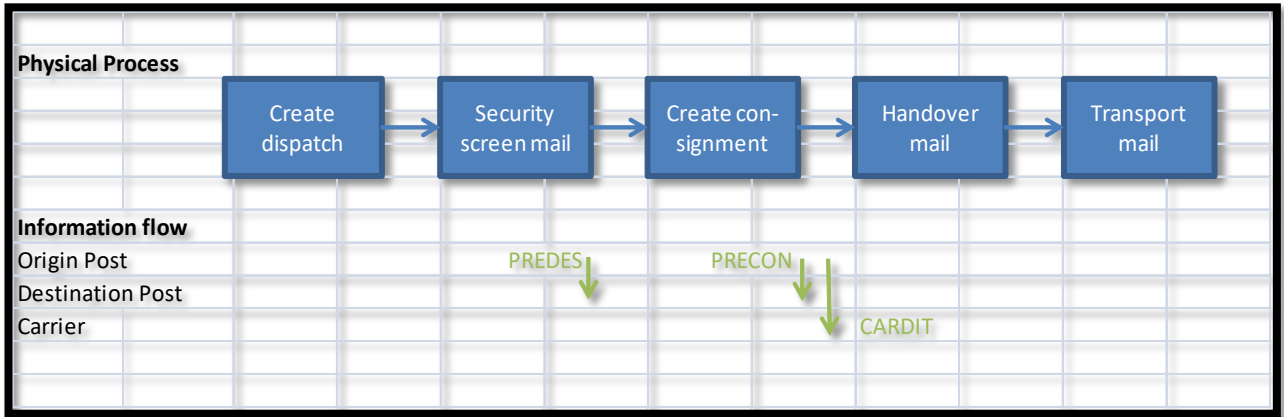 Physical Process
Create
dispatch
Security
screen mail
Create con-
signment
Handover
mail
Transport
mail
Information flow
Origin Post
PREDES
PRECON
Destination Post
Carrier
CARDIT